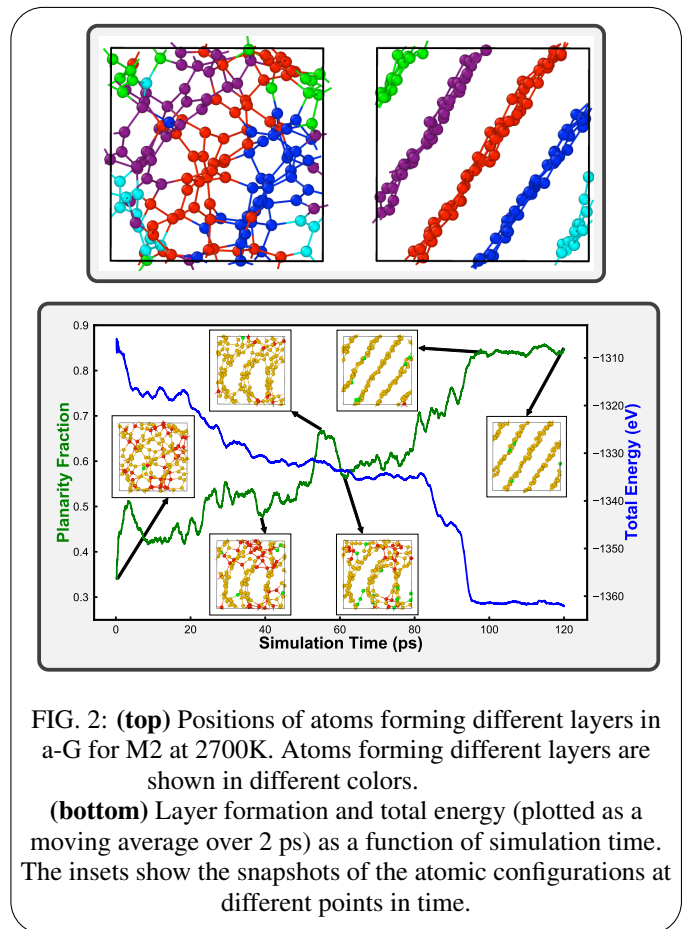 0.9
0.8
0.7
0.6
0.5
0.4
0.3
Planarity Fraction
0
20
40
60
80
100
120
Simulation Time (ps)
−1310
−1320
−1330
−1340
−1350
−1360
Total Energy (eV)
FIG. 2: (top) Positions of atoms forming different layers in
a-G for M2 at 2700K. Atoms forming different layers are
shown in different colors.
(bottom) Layer formation and total energy (plotted as a
moving average over 2 ps) as a function of simulation time.
The insets show the snapshots of the atomic configurations at
different points in time.